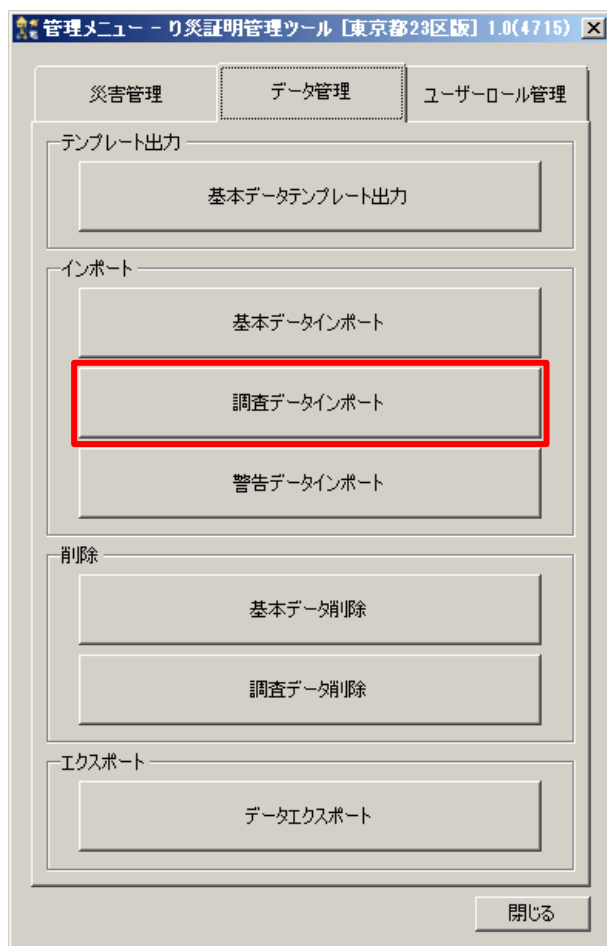 管理メニュー － り災証明管理ツール［東京都23区版］ 1.0(4715)
災害管理 データ管理 ユーザーロール管理
テンプレート出力
基本データテンプレート出力
インポート
基本データインポート
調査データインポート
警告データインポート
削除
基本データ削除
調査データ削除
エクスポート
データエクスポート
閉じる